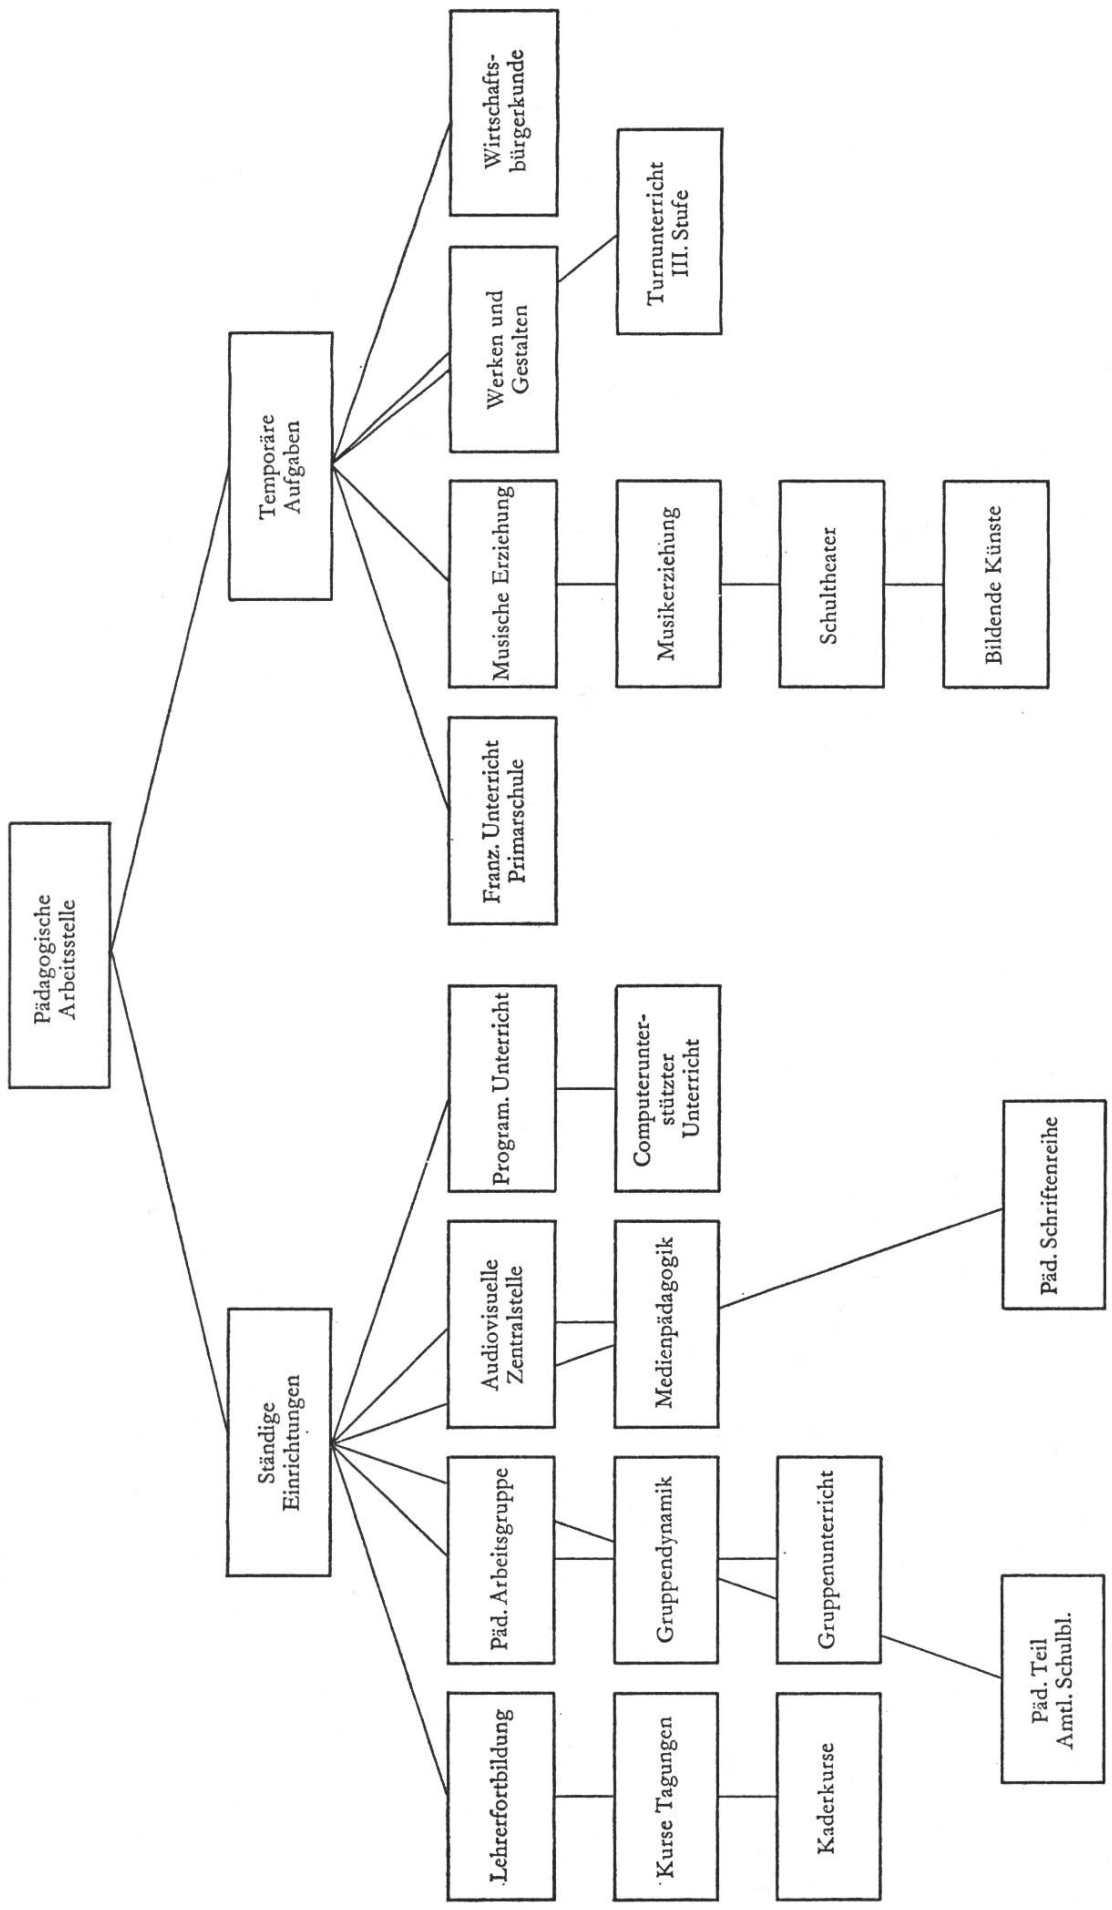 Pädagogische
Arbeitsstelle
Ständige
Einrichtungen
Temporäre
Aufgaben
Lehrerfortbildung
Päd. Arbeitsgruppe
Audiovisuelle
Zentralstelle
Program. Unterricht
Franz. Unterricht
Primarschule
Musische Erziehung
Werken und
Gestalten
Wirtschafts-
bürgerkunde
Kurse Tagungen
Gruppendynamik
Medienpädagogik
Computerunter-
stützter
Unterricht
Musikerziehung
Turnunterricht
III. Stufe
Kaderkurse
Gruppenunterricht
Schultheater
Päd. Teil
Amtl. Schulbl.
Päd. Schriftenreihe
Bildende Künste